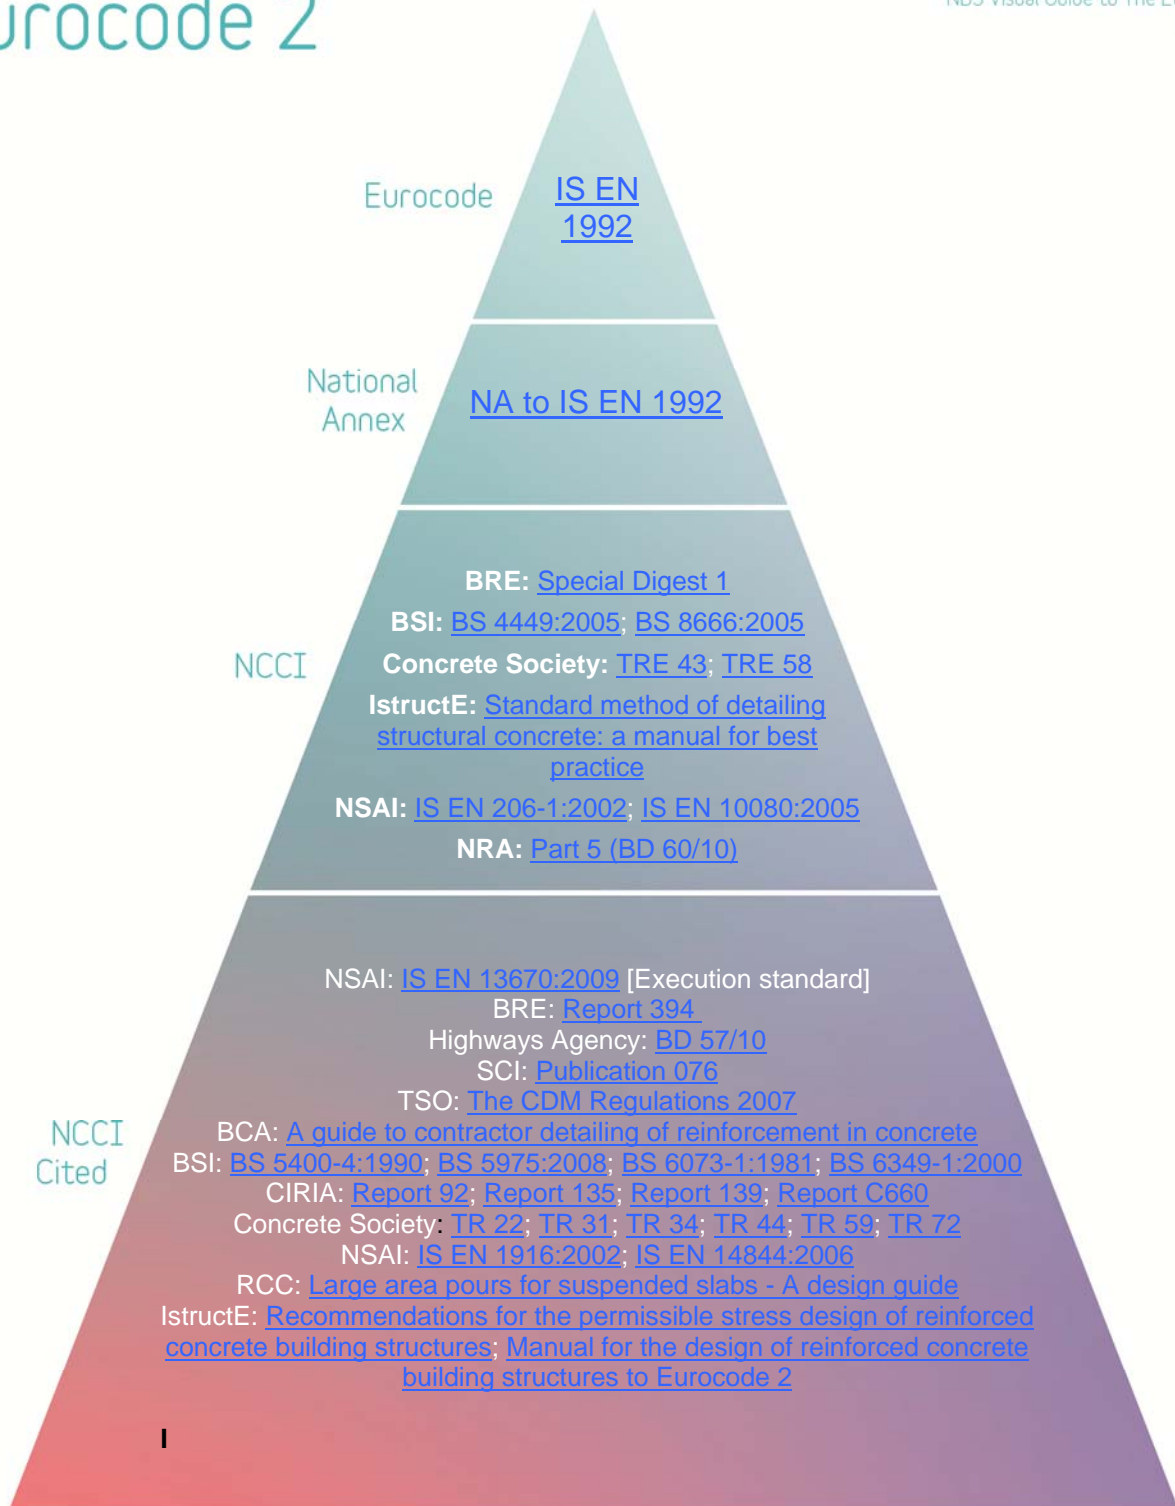 urocode 2
NBS Visual Guide to The E
Eurocode
IS EN
1992
National
Annex
NA to IS EN 1992
NCCI
BRE: Special Digest 1
BSI: BS 4449:2005; BS 8666:2005
Concrete Society: TRE 43; TRE 58
IstructE: Standard method of detailing
structural concrete: a manual for best
practice
NSAI: IS EN 206-1:2002; IS EN 10080:2005
NRA: Part 5 (BD 60/10)
NCCI
Cited
NSAI: IS EN 13670:2009 [Execution standard]
BRE: Report 394
Highways Agency: BD 57/10
SCI: Publication 076
TSO: The CDM Regulations 2007
BCA: A guide to contractor detailing of reinforcement in concrete
BSI: BS 5400-4:1990; BS 5975:2008; BS 6073-1:1981; BS 6349-1:2000
CIRIA: Report 92; Report 135; Report 139; Report C660
Concrete Society: TR 22; TR 31; TR 34; TR 44; TR 59; TR 72
NSAI: IS EN 1916:2002; IS EN 14844:2006
RCC: Large area pours for suspended slabs - A design guide
IstructE: Recommendations for the permissible stress design of reinforced
concrete building structures; Manual for the design of reinforced concrete
building structures to Eurocode 2
I